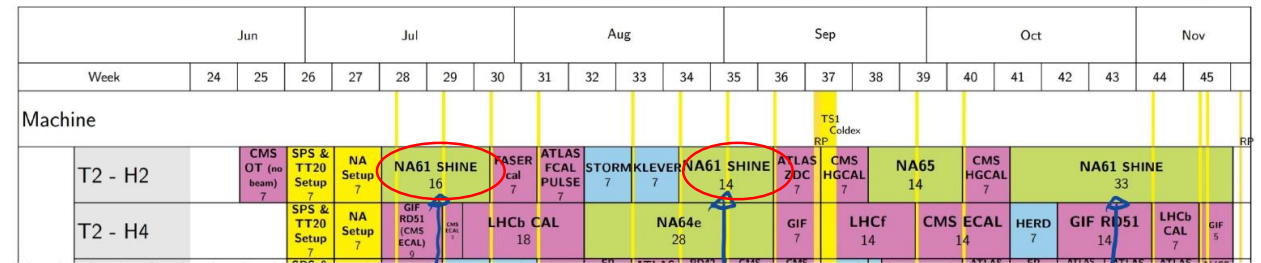 Jun Jul Aug Sep Oct Nov
Week 24 25 26 27 28 29 30 31 32 33 34 35 36 37 38 39 40 41 42 43 44 45
Machine
TS1
Coldex
RP RP
T2 - H2
CMS
OT (no
beam)
7
SPS &
TT20
Setup
7
NA
Setup
7
NA61 SHINE
16
FASER
cal
7
ATLAS
FCAL
PULSE
7
STORM
7
KLEVER
7
NA61 SHINE
14
ATLAS
ZDC
7
CMS
HGCAL
7
NA65
14
CMS
HGCAL
7
NA61 SHINE
33
T2 - H4
SPS &
TT20
Setup
7
NA
Setup
7
GIF
RD51
(CMS
ECAL)
9
CMS
ECAL
LHCb CAL
18
NA64e
28
GIF
7
LHCf
14
CMS ECAL
14
HERD
7
GIF RD51
14
LHCb
CAL
7
GIF
5